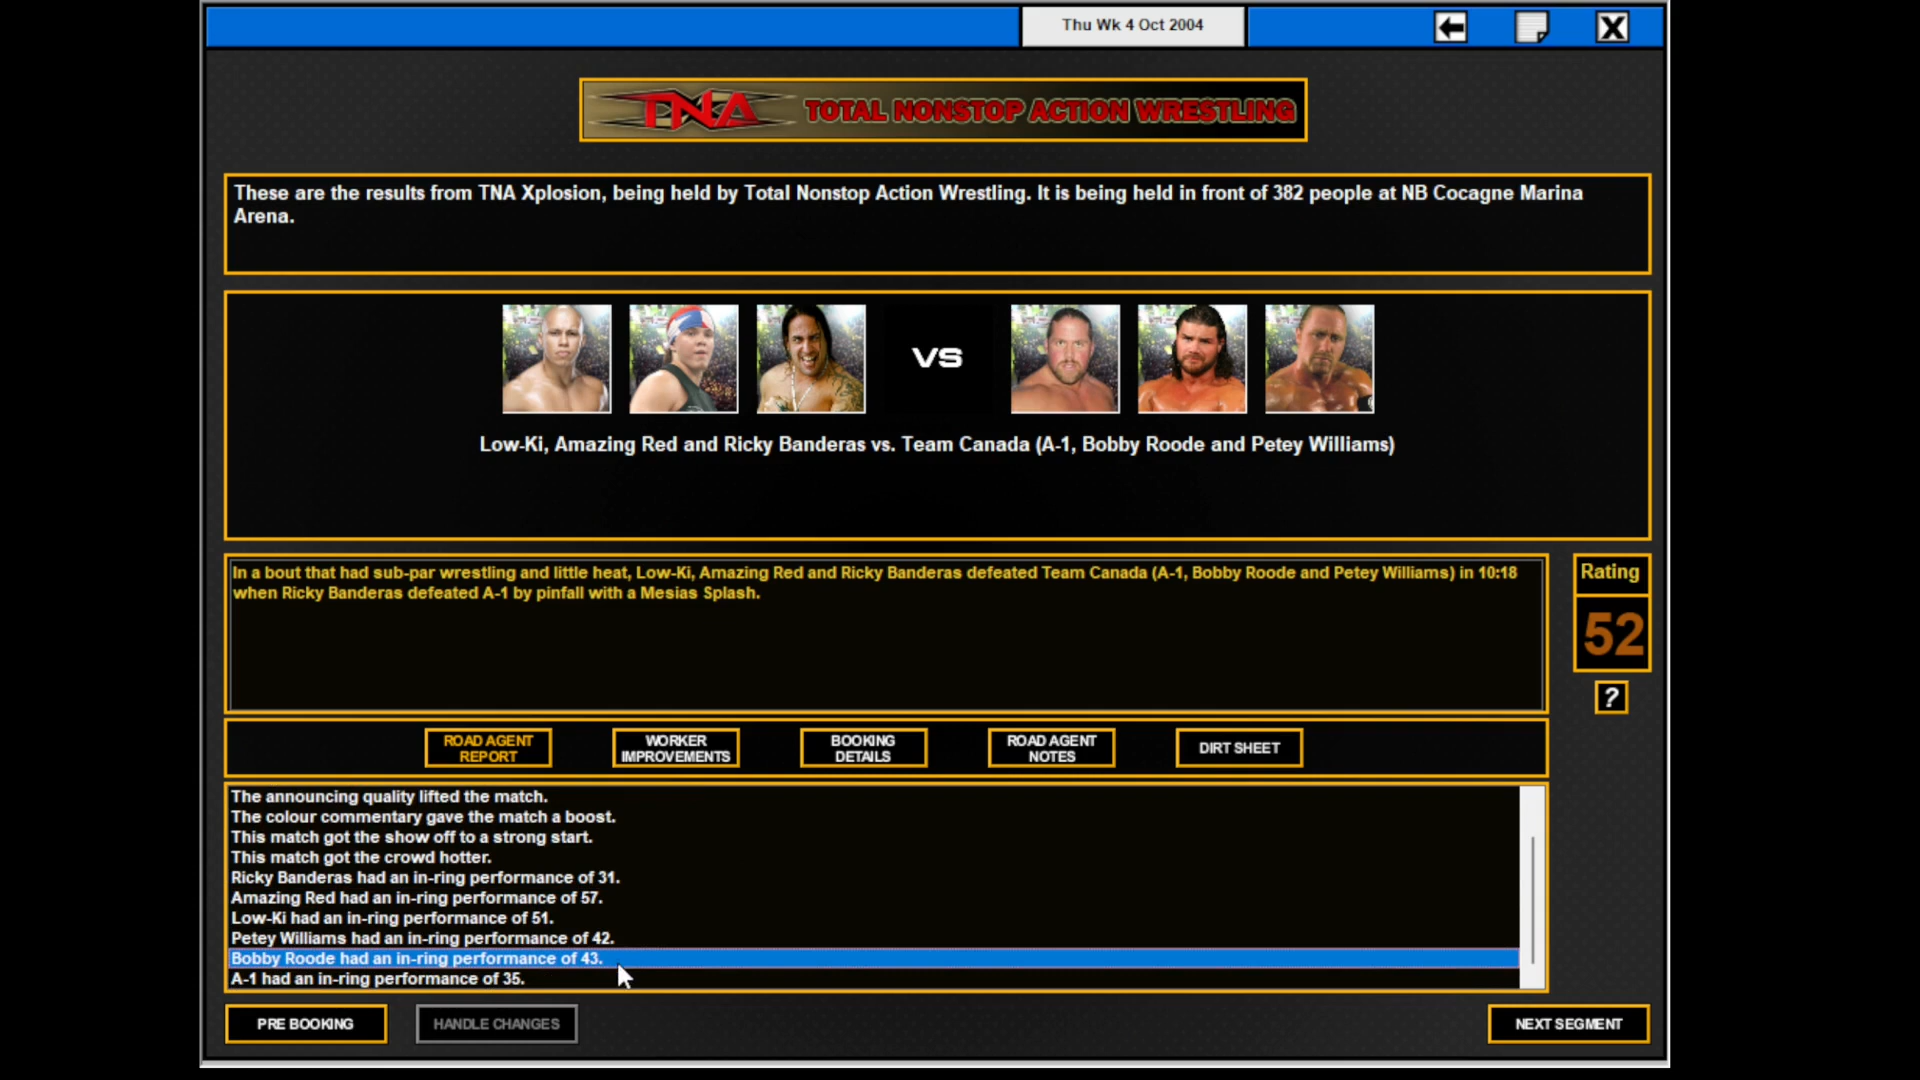 Thu Wk 4 Oct 2004
TNA TOTAL NONSTOP ACTION WRESTLING
These are the results from TNA Xplosion, being held by Total Nonstop Action Wrestling. It is being held in front of 382 people at NB Cocagne Marina
Arena.
VS
Low-Ki, Amazing Red and Ricky Banderas vs. Team Canada (A-1, Bobby Roode and Petey Williams)
In a bout that had sub-par wrestling and little heat, Low-Ki, Amazing Red and Ricky Banderas defeated Team Canada (A-1, Bobby Roode and Petey Williams) in 10:18
when Ricky Banderas defeated A-1 by pinfall with a Mesias Splash.
Rating
52
?
ROAD AGENT
REPORT
WORKER
IMPROVEMENTS
BOOKING
DETAILS
ROAD AGENT
NOTES
DIRT SHEET
The announcing quality lifted the match.
The colour commentary gave the match a boost.
This match got the show off to a strong start.
This match got the crowd hotter.
Ricky Banderas had an in-ring performance of 31.
Amazing Red had an in-ring performance of 57.
Low-Ki had an in-ring performance of 51.
Petey Williams had an in-ring performance of 42.
Bobby Roode had an in-ring performance of 43.
A-1 had an in-ring performance of 35.
PRE BOOKING
HANDLE CHANGES
NEXT SEGMENT